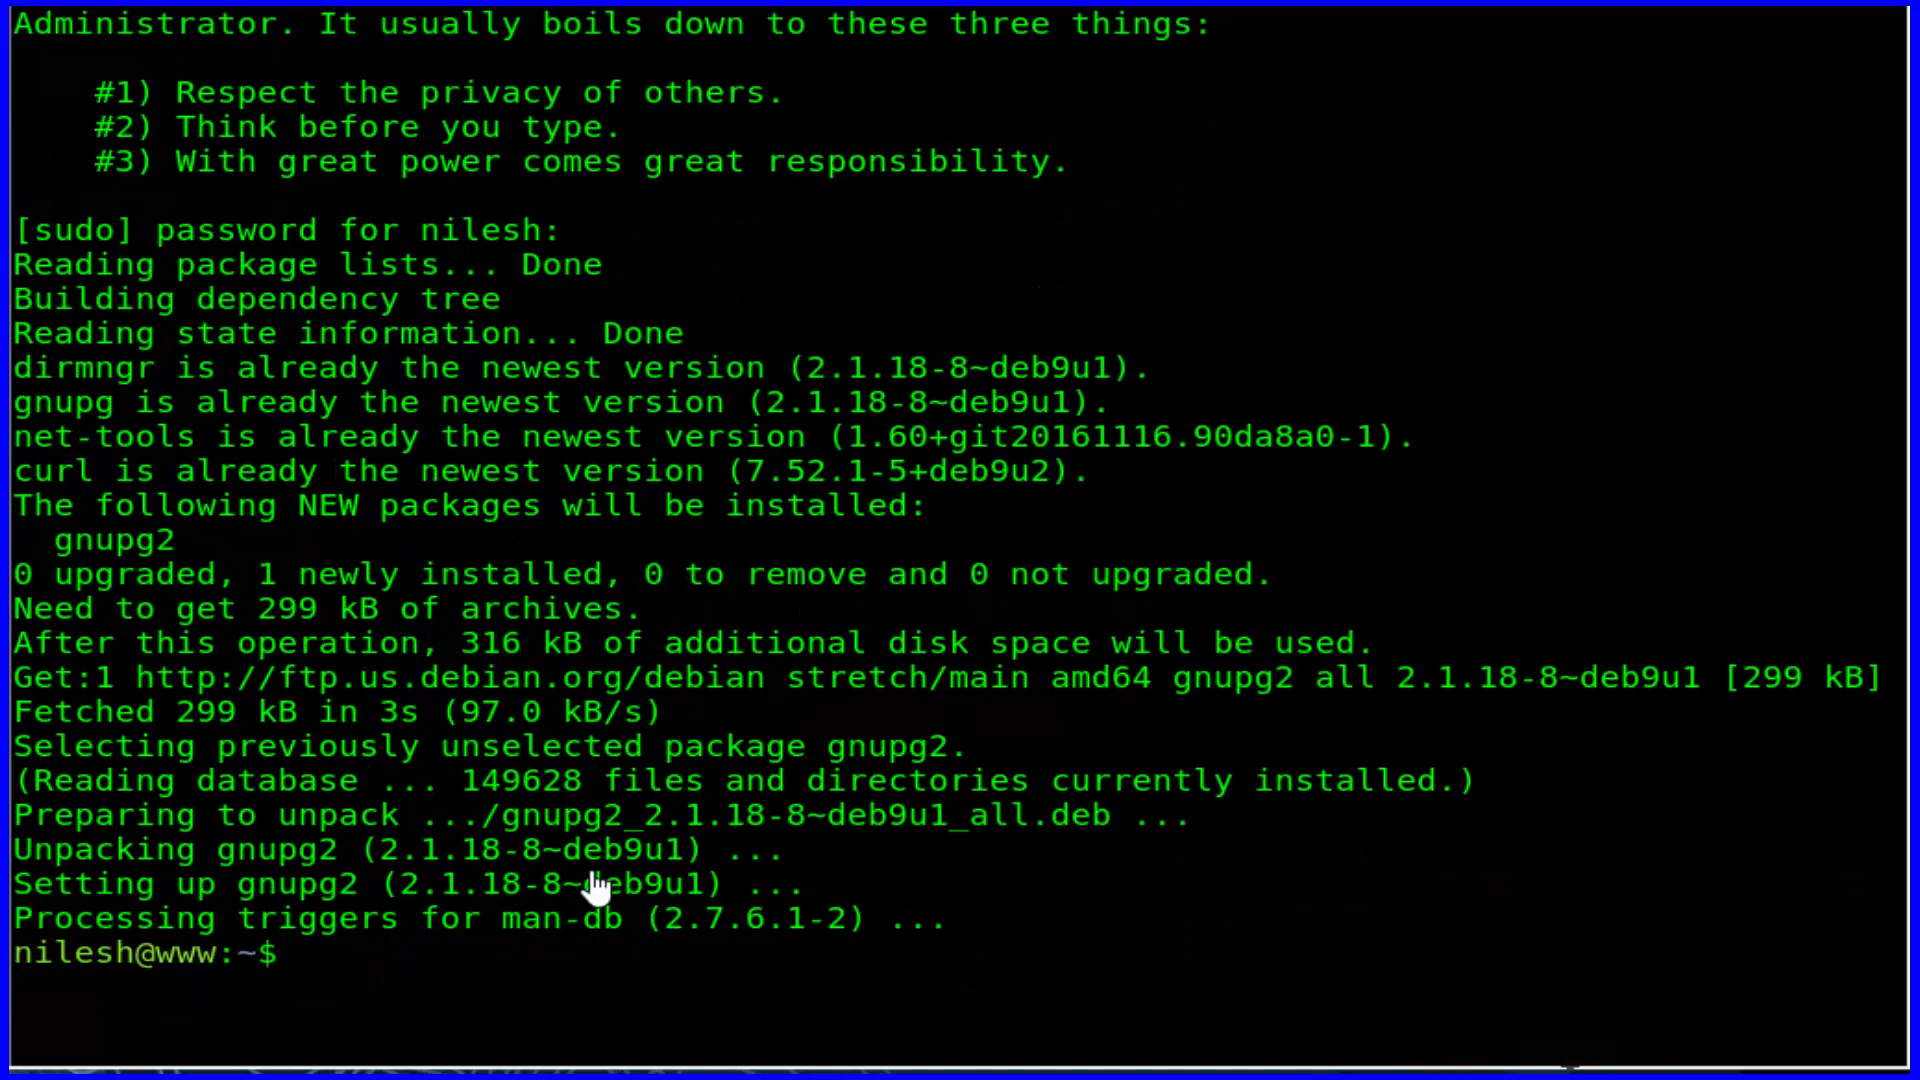 Administrator. It usually boils down to these three things:
#1) Respect the privacy of others.
#2) Think before you type.
#3) With great power comes great responsibility.
[sudo] password for nilesh:
Reading package lists... Done
Building dependency tree
Reading state information... Done
dirmngr is already the newest version (2.1.18-8~deb9u1).
gnupg is already the newest version (2.1.18-8~deb9u1).
net-tools is already the newest version (1.60+git20161116.90da8a0-1).
curl is already the newest version (7.52.1-5+deb9u2).
The following NEW packages will be installed:
gnupg2
0 upgraded, 1 newly installed, 0 to remove and 0 not upgraded.
Need to get 299 kB of archives.
After this operation, 316 kB of additional disk space will be used.
Get:1 http://ftp.us.debian.org/debian stretch/main amd64 gnupg2 all 2.1.18-8~deb9u1 [299 kB]
Fetched 299 kB in 3s (97.0 kB/s)
Selecting previously unselected package gnupg2.
(Reading database ... 149628 files and directories currently installed.)
Preparing to unpack .../gnupg2_2.1.18-8~deb9u1_all.deb ...
Unpacking gnupg2 (2.1.18-8~deb9u1) ...
Setting up gnupg2 (2.1.18-8~deb9u1) ...
Processing triggers for man-db (2.7.6.1-2) ...
nilesh@www:~$